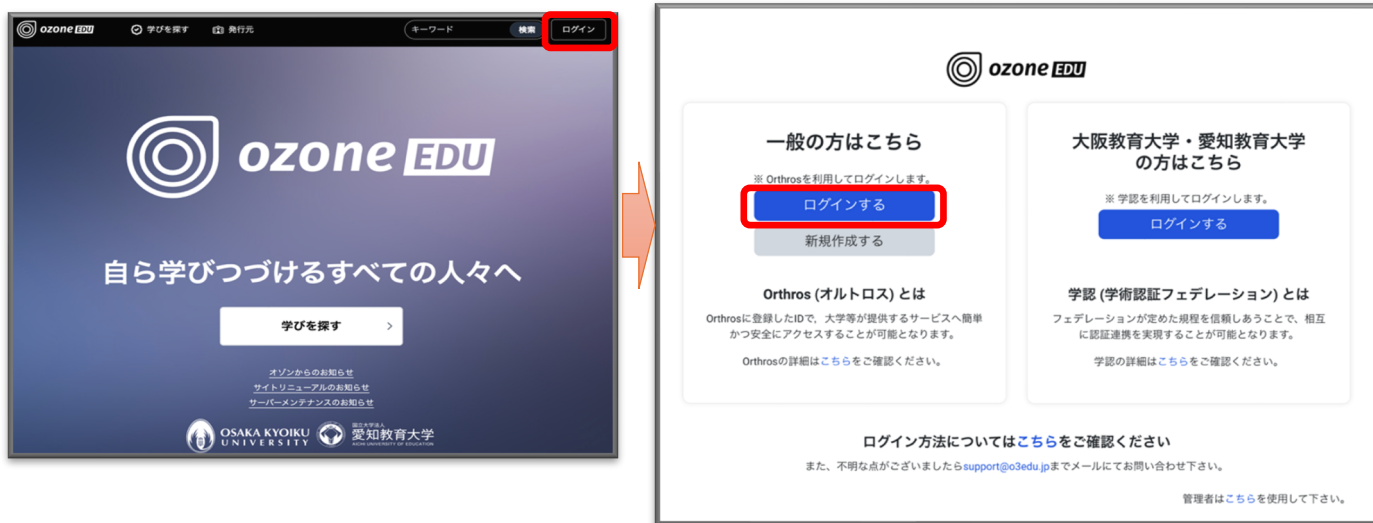 ozone EDU
学びを探す
発行元
キーワード
検索
ログイン
ozone EDU
自ら学びつづけるすべての人々へ
学びを探す
オゾンからのお知らせ
サイトリニューアルのお知らせ
サーバーメンテナンスのお知らせ
OSAKA KYOIKU
UNIVERSITY
国立大学法人
愛知教育大学
AICHI UNIVERSITY OF EDUCATION
ozone EDU
一般の方はこちら
※ Orthrosを利用してログインします。
ログインする
新規作成する
Orthros (オルトロス) とは
Orthrosに登録したIDで、大学等が提供するサービスへ簡単
かつ安全にアクセスすることが可能となります。
Orthrosの詳細はこちらをご確認ください。
大阪教育大学・愛知教育大学
の方はこちら
※ 学認を利用してログインします。
ログインする
学認 (学術認証フェデレーション) とは
フェデレーションが定めた規程を信頼しあうことで、相互
に認証連携を実現することが可能となります。
学認の詳細はこちらをご確認ください。
ログイン方法についてはこちらをご確認ください
また、不明な点がございましたらsupport@o3edu.jpまでメールにてお問い合わせ下さい。
管理者はこちらを使用して下さい。